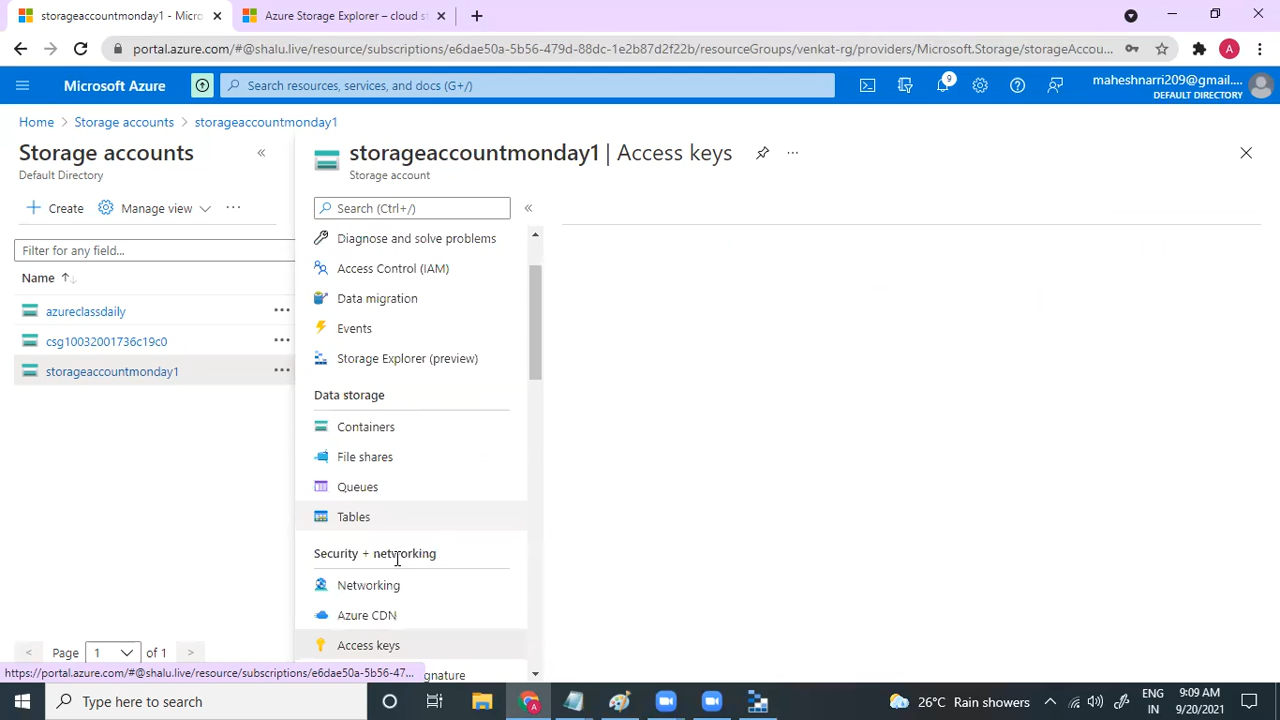 storageaccountmonday1 - Micro
Azure Storage Explorer – cloud st
portal.azure.com/#@shalu.live/resource/subscriptions/e6dae50a-5b56-479d-88dc-1e2b87d2f22b/resourceGroups/venkat-rg/providers/Microsoft.Storage/storageAccou...
A
Microsoft Azure
Search resources, services, and docs (G+/)
9
maheshnarri209@gmail....
DEFAULT DIRECTORY
Home > Storage accounts > storageaccountmonday1
Storage accounts
Default Directory
Create
Manage view
Filter for any field...
Name
azureclassdaily
csg10032001736c19c0
storageaccountmonday1
< Page 1 of 1 >
storageaccountmonday1 | Access keys
Storage account
Search (Ctrl+/)
Diagnose and solve problems
Access Control (IAM)
Data migration
Events
Storage Explorer (preview)
Data storage
Containers
File shares
Queues
Tables
Security + networking
Networking
Azure CDN
Access keys
gnature
https://portal.azure.com/#@shalu.live/resource/subscriptions/e6dae50a-5b56-47...
Type here to search
26°C Rain showers
ENG
IN
9:09 AM
9/20/2021